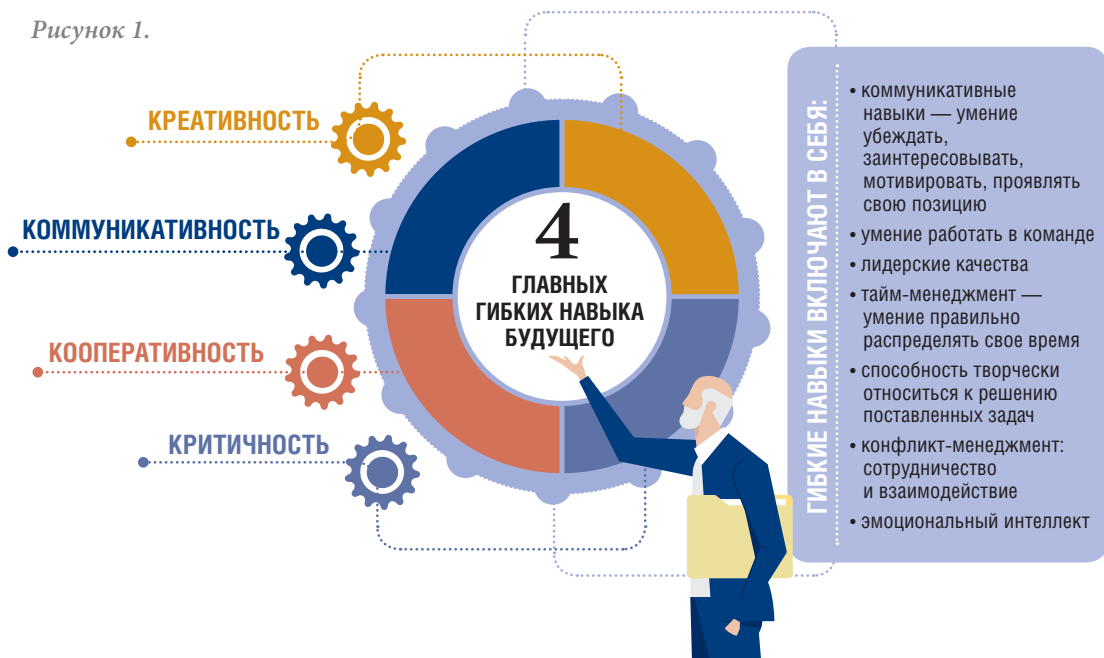 Рисунок 1.
КРЕАТИВНОСТЬ
КОММУНИКАТИВНОСТЬ
КООПЕРАТИВНОСТЬ
КРИТИЧНОСТЬ
4
ГЛАВНЫХ
ГИБКИХ НАВЫКА
БУДУЩЕГО
ГИБКИЕ НАВЫКИ ВКЛЮЧАЮТ В СЕБЯ:
• коммуникативные
навыки — умение
убеждать,
заинтересовывать,
мотивировать, проявлять
свою позицию
• умение работать в команде
• лидерские качества
• тайм-менеджмент —
умение правильно
распределять свое время
• способность творчески
относиться к решению
поставленных задач
• конфликт-менеджмент:
сотрудничество
и взаимодействие
• эмоциональный интеллект